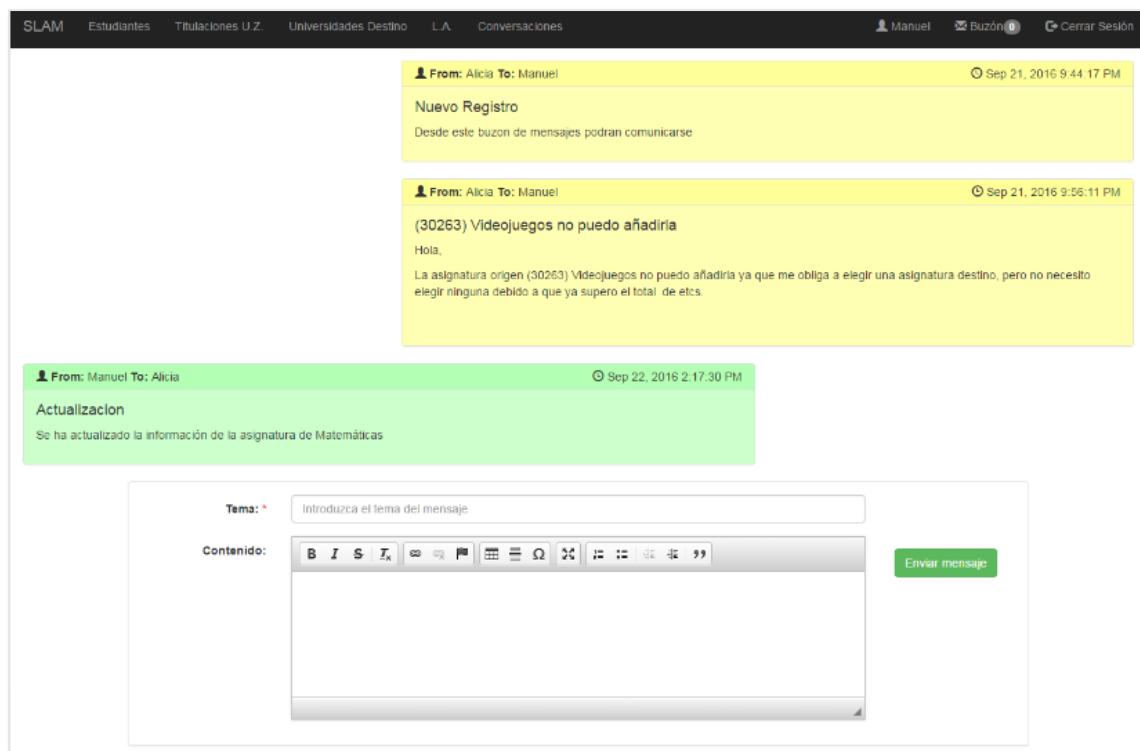 SLAM Estudiantes Titulaciones U.Z. Universidades Destino L.A. Conversaciones Manuel Buzón 0 Cerrar Sesión
From: Alicia To: Manuel Sep 21, 2016 9:44:17 PM
Nuevo Registro
Desde este buzon de mensajes podran comunicarse
From: Alicia To: Manuel Sep 21, 2016 9:56:11 PM
(30263) Videojuegos no puedo añadirla
Hola,
La asignatura origen (30263) Videojuegos no puedo añadirla ya que me obliga a elegir una asignatura destino, pero no necesito
elegir ninguna debido a que ya supero el total de etcs.
From: Manuel To: Alicia Sep 22, 2016 2:17:30 PM
Actualizacion
Se ha actualizado la información de la asignatura de Matemáticas
Tema: * Introduzca el tema del mensaje
Contenido:
Enviar mensaje